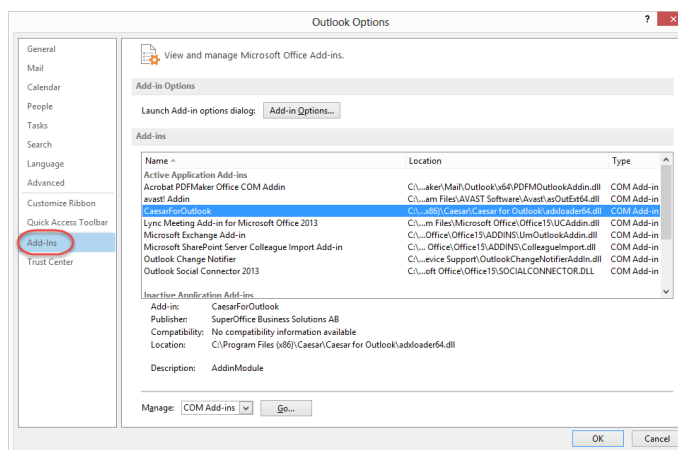 Outlook Options
?
×
General
Mail
Calendar
People
Tasks
Search
Language
Advanced
Customize Ribbon
Quick Access Toolbar
Add-Ins
Trust Center
View and manage Microsoft Office Add-ins.
Add-in Options
Launch Add-in options dialog: Add-in Options...
Add-ins
Name Location Type
Active Application Add-ins
Acrobat PDFMaker Office COM Addin C:\...aker\Mail\Outlook\x64\PDFMOutlookAddin.dll COM Add-in
avast! Addin C:\...am Files\AVAST Software\Avast\asOutExt64.dll COM Add-in
CaesarForOutlook C:\...x86)\Caesar\Caesar for Outlook\adxloader64.dll COM Add-in
Lync Meeting Add-in for Microsoft Office 2013 C:\...m Files\Microsoft Office\Office15\UCAddin.dll COM Add-in
Microsoft Exchange Add-in C:\...Office\Office15\ADDINS\UmOutlookAddin.dll COM Add-in
Microsoft SharePoint Server Colleague Import Add-in C:\... Office\Office15\ADDINS\ColleagueImport.dll COM Add-in
Outlook Change Notifier C:\...evice Support\OutlookChangeNotifierAddIn.dll COM Add-in
Outlook Social Connector 2013 C:\...oft Office\Office15\SOCIALCONNECTOR.DLL COM Add-in
Inactive Application Add-ins
Add-in: CaesarForOutlook
Publisher: SuperOffice Business Solutions AB
Compatibility: No compatibility information available
Location: C:\Program Files (x86)\Caesar\Caesar for Outlook\adxloader64.dll
Description: AddinModule
Manage: COM Add-ins Go...
OK Cancel